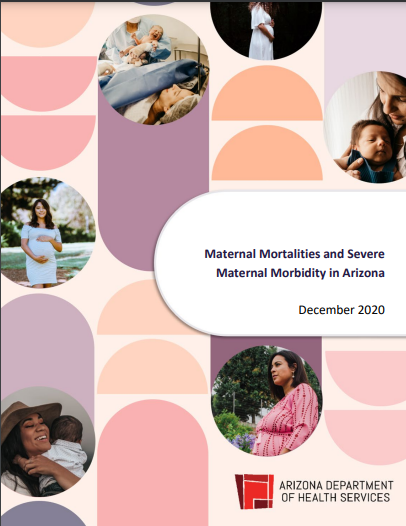 Maternal Mortalities and Severe
Maternal Morbidity in Arizona
December 2020
ARIZONA DEPARTMENT
OF HEALTH SERVICES